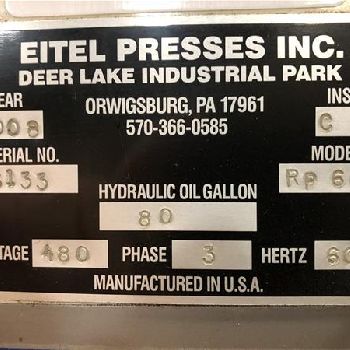 EITEL PRESSES INC.
DEER LAKE INDUSTRIAL PARK
EAR INS
008 ORWIGSBURG, PA 17961 C
570-366-0585
ERIAL NO. MODE
133 RP 6
HYDRAULIC OIL GALLON
80
TAGE 480 PHASE 3 HERTZ 60
MANUFACTURED IN U.S.A.